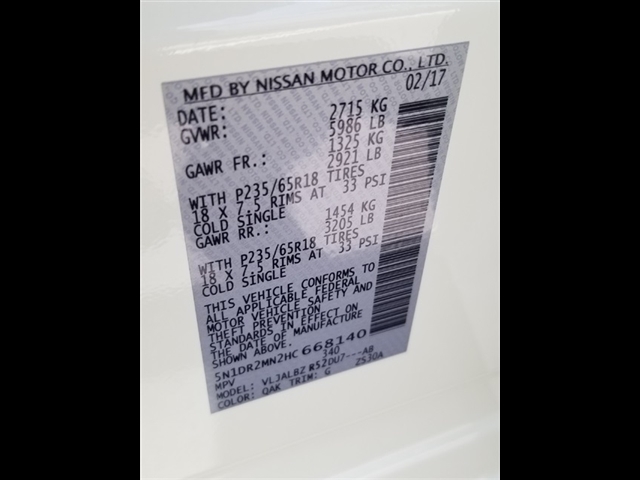 MFD BY NISSAN MOTOR CO., LTD.
DATE: 02/17
GVWR: 2715 KG
5986 LB
GAWR FR.: 1325 KG
2921 LB
WITH P235/65R18 TIRES
18 X 7.5 RIMS AT 33 PSI
COLD SINGLE
GAWR RR.: 1454 KG
3205 LB
WITH P235/65R18 TIRES
18 X 7.5 RIMS AT 33 PSI
COLD SINGLE
THIS VEHICLE CONFORMS TO
ALL APPLICABLE FEDERAL
MOTOR VEHICLE SAFETY AND
THEFT PREVENTION
STANDARDS IN EFFECT ON
THE DATE OF MANUFACTURE
SHOWN ABOVE.
5N1DR2MN2HC668140
MPV 340
MODEL: VLJALBZ R52DU7---AB
COLOR: QAK TRIM: G ZS30A